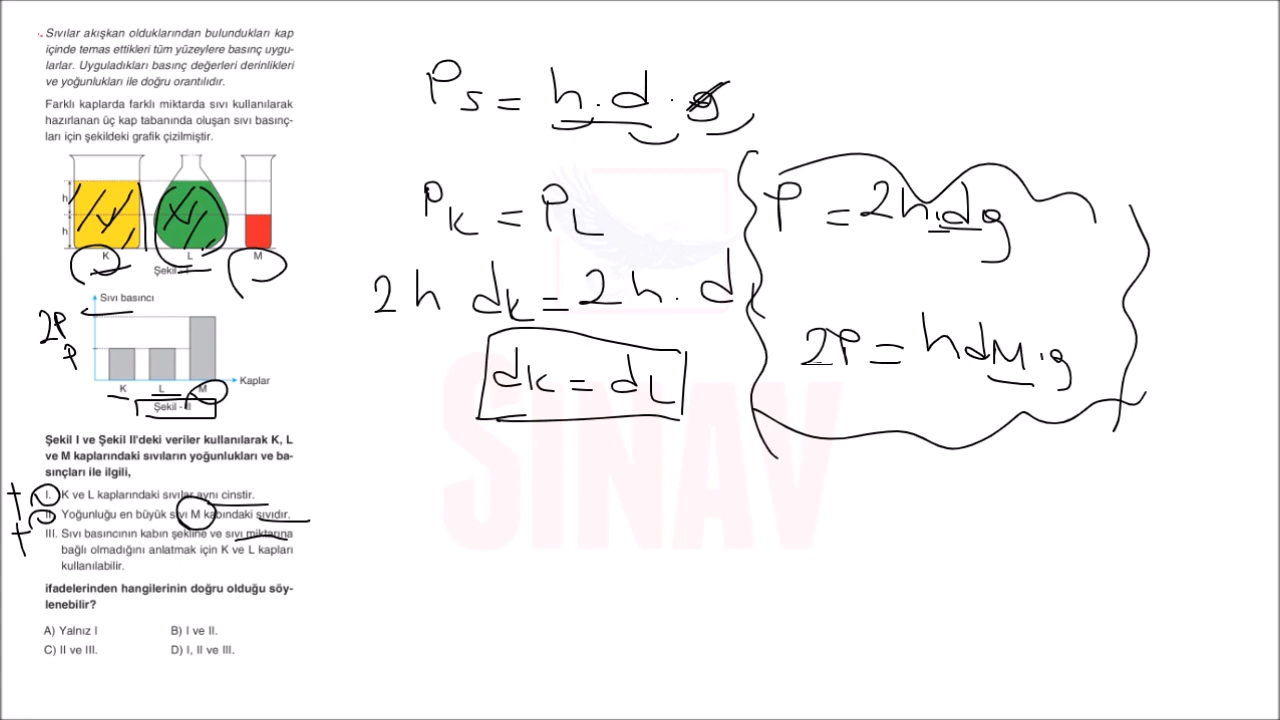 Sıvılar akışkan olduklarından bulundukları kap
içinde temas ettikleri tüm yüzeylere basınç uygu-
larlar. Uyguladıkları basınç değerleri derinlikleri
ve yoğunlukları ile doğru orantılıdır.
Farklı kaplarda farklı miktarda sıvı kullanılarak
hazırlanan üç kap tabanında oluşan sıvı basınç-
ları için şekildeki grafik çizilmiştir.
h
h
K L M
Şekil - I
Sıvı basıncı
2P
P
K L M
Kaplar
Şekil - II
Şekil I ve Şekil II'deki veriler kullanılarak K, L
ve M kaplarındaki sıvıların yoğunlukları ve ba-
sınçları ile ilgili,
I. K ve L kaplarındaki sıvılar aynı cinstir.
II. Yoğunluğu en büyük sıvı M kabındaki sıvıdır.
III. Sıvı basıncının kabın şekline ve sıvı miktarına
bağlı olmadığını anlatmak için K ve L kapları
kullanılabilir.
ifadelerinden hangilerinin doğru olduğu söy-
lenebilir?
A) Yalnız I B) I ve II.
C) II ve III. D) I, II ve III.
PS = h.d.g
PK = PL
2h dK = 2h.dL
dK = dL
P = 2h.dg
2P = hdM.g
SINAV